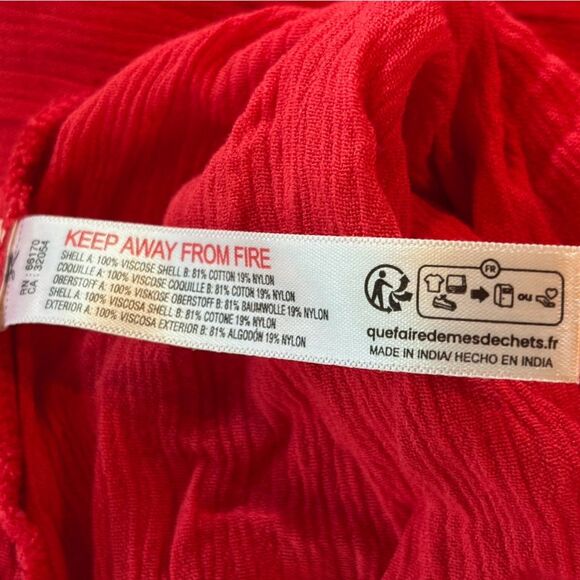 RN : 66170
CA : 32004
KEEP AWAY FROM FIRE
SHELL A: 100% VISCOSE SHELL B: 81% COTTON 19% NYLON
COQUILLE A: 100% VISCOSE COQUILLE B: 81% COTON 19% NYLON
OBERSTOFF A: 100% VISKOSE OBERSTOFF B: 81% BAUMWOLLE 19% NYLON
SHELL A: 100% VISCOSA SHELL B: 81% COTONE 19% NYLON
EXTERIOR A: 100% VISCOSA EXTERIOR B: 81% ALGODÓN 19% NYLON
FR
OU
quefairedemesdechets.fr
MADE IN INDIA/ HECHO EN INDIA